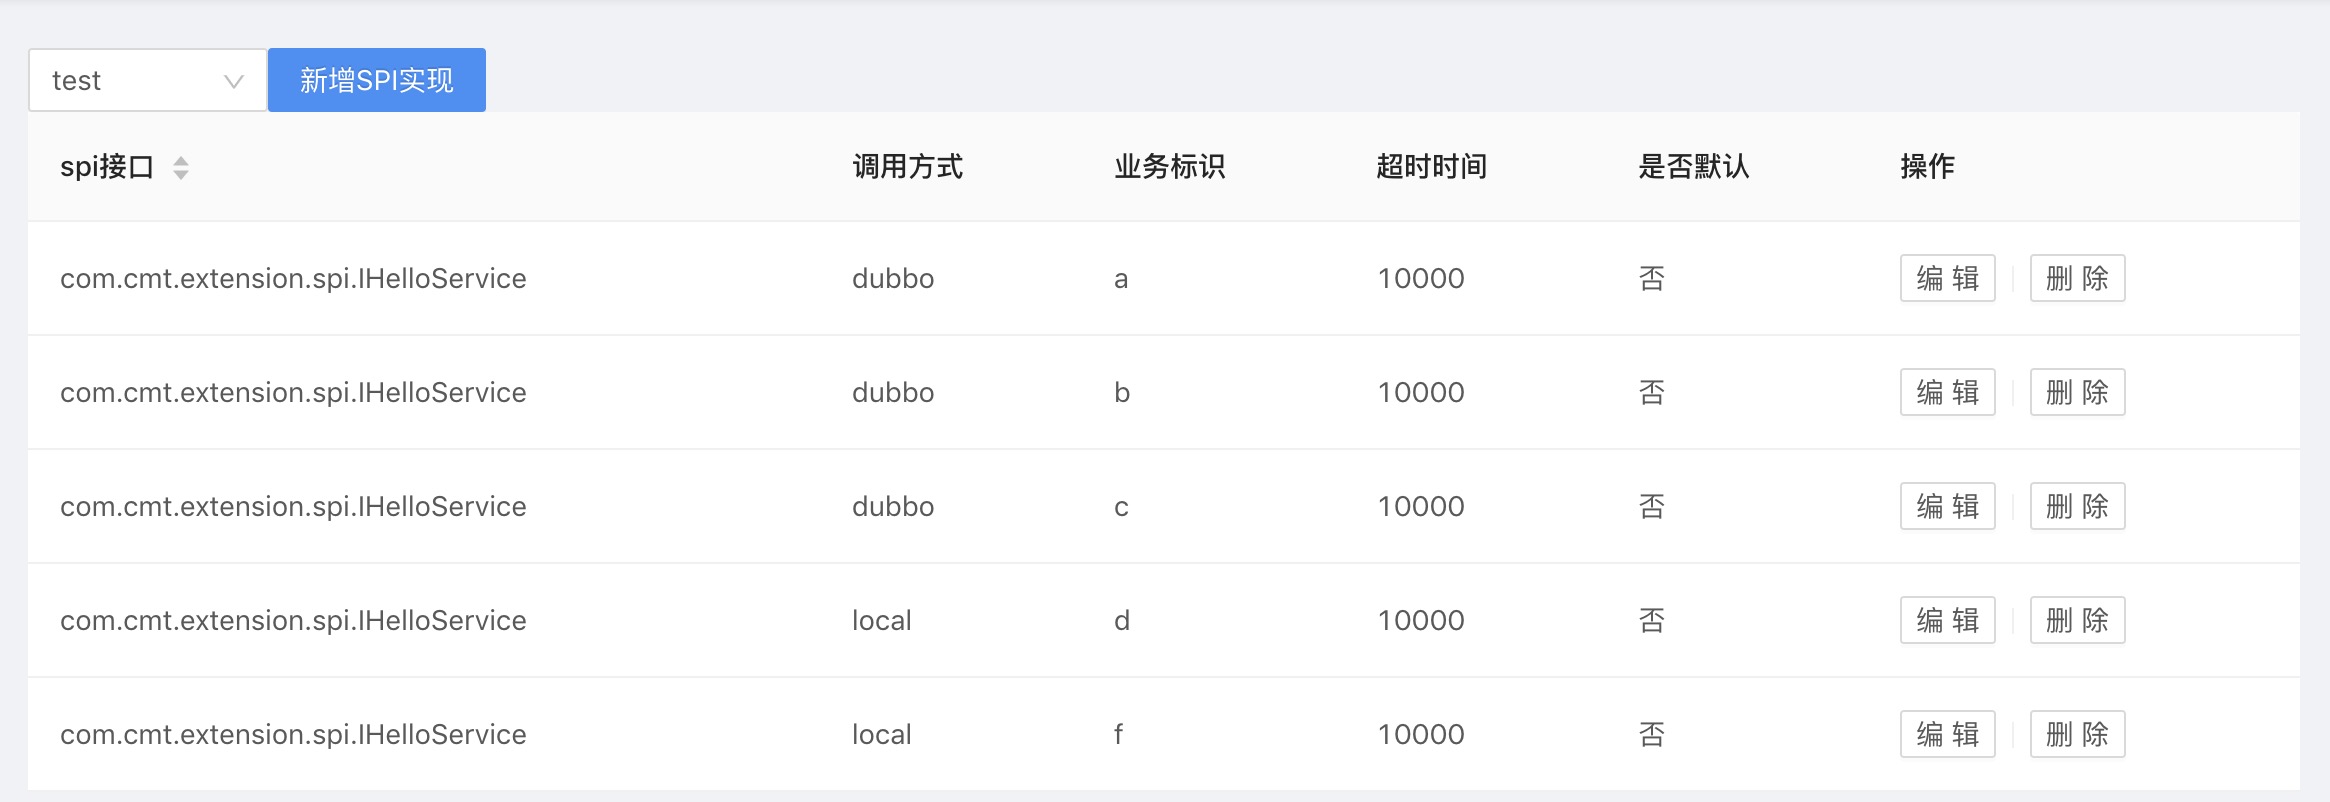 test 新增SPI实现
spi接口 调用方式 业务标识 超时时间 是否默认 操作
com.cmt.extension.spi.IHelloService dubbo a 10000 否 编 辑 删 除
com.cmt.extension.spi.IHelloService dubbo b 10000 否 编 辑 删 除
com.cmt.extension.spi.IHelloService dubbo c 10000 否 编 辑 删 除
com.cmt.extension.spi.IHelloService local d 10000 否 编 辑 删 除
com.cmt.extension.spi.IHelloService local f 10000 否 编 辑 删 除